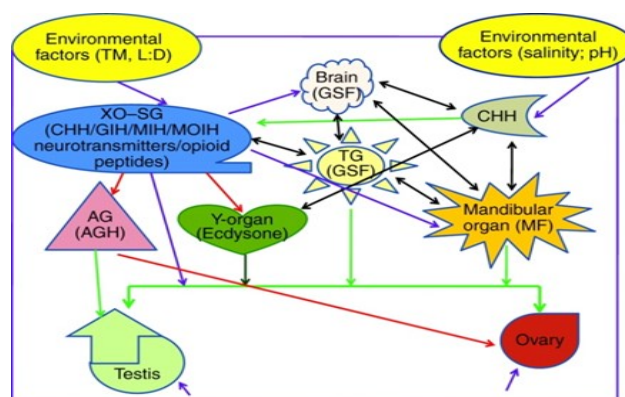 Environmental
factors (TM, L:D)
Environmental
factors (salinity; pH)
Brain
(GSF)
XO–SG
(CHH/GIH/MIH/MOIH
neurotransmitters/opioid
peptides)
CHH
TG
(GSF)
AG
(AGH)
Y-organ
(Ecdysone)
Mandibular
organ (MF)
Testis
Ovary